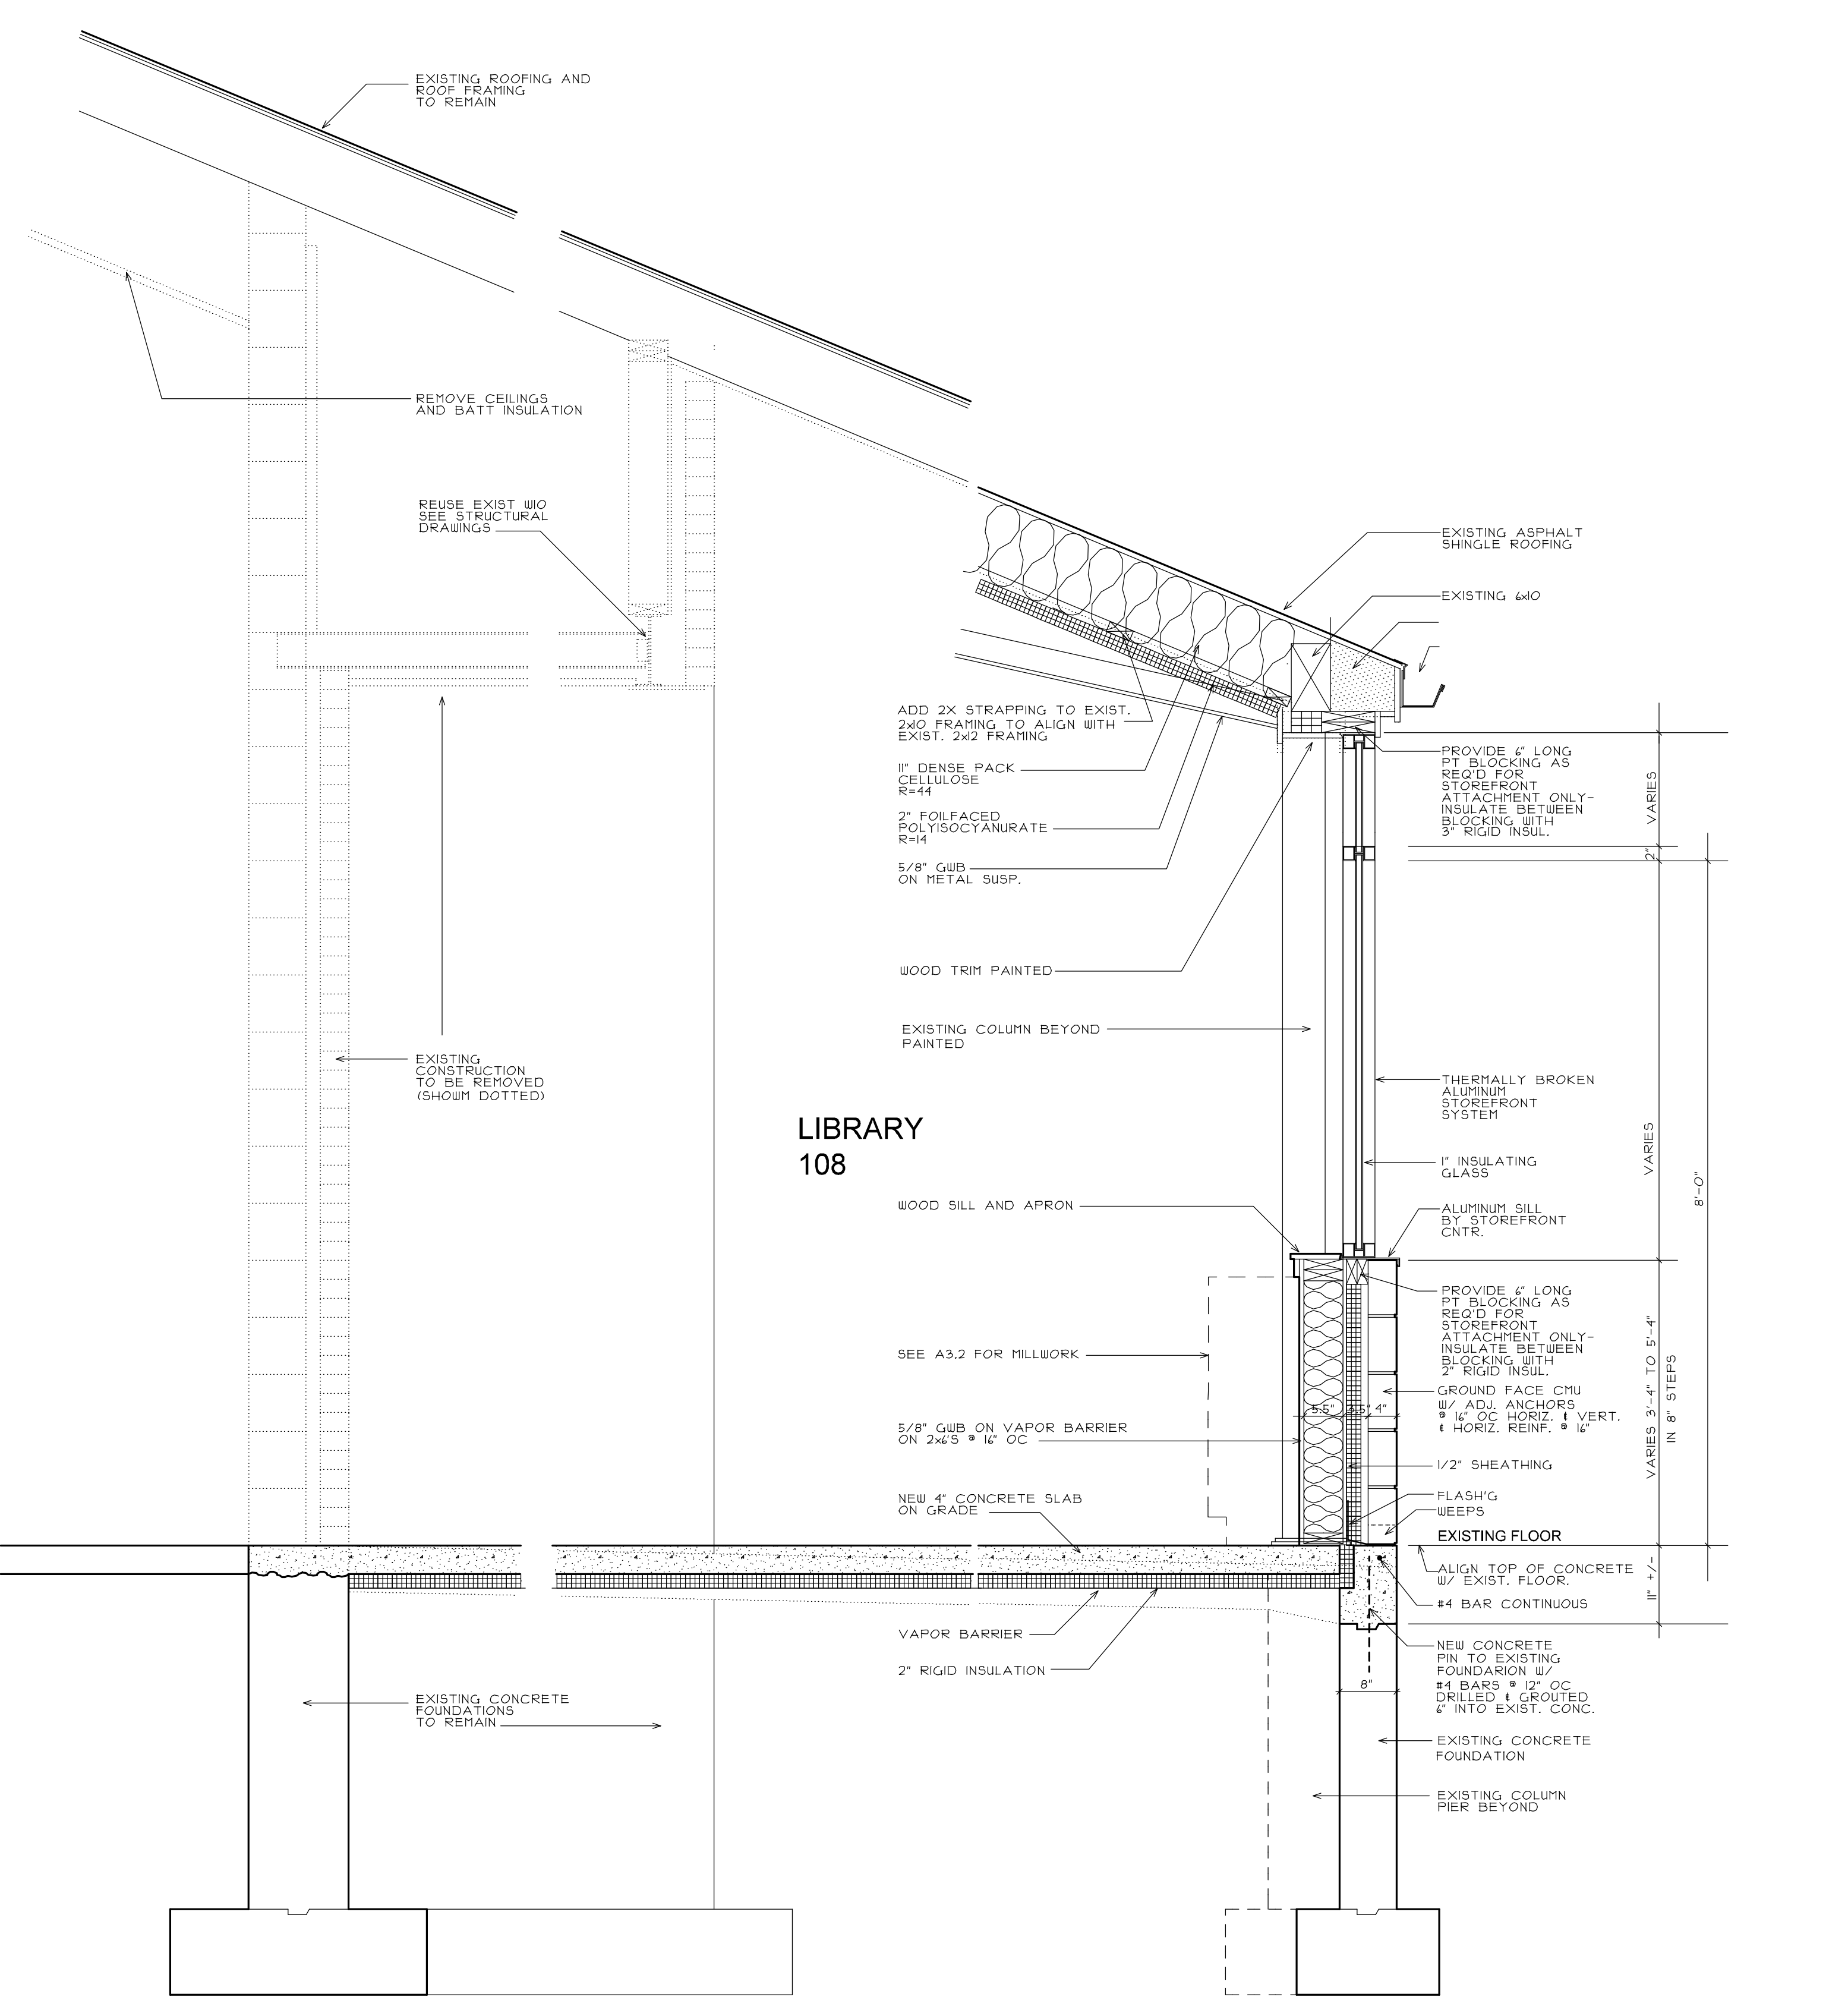 EXISTING ROOFING AND
ROOF FRAMING
TO REMAIN
REMOVE CEILINGS
AND BATT INSULATION
REUSE EXIST W10
SEE STRUCTURAL
DRAWINGS
EXISTING
CONSTRUCTION
TO BE REMOVED
(SHOWM DOTTED)
LIBRARY
108
EXISTING CONCRETE
FOUNDATIONS
TO REMAIN
ADD 2X STRAPPING TO EXIST.
2x10 FRAMING TO ALIGN WITH
EXIST. 2x12 FRAMING
11" DENSE PACK
CELLULOSE
R=44
2" FOILFACED
POLYISOCYANURATE
R=14
5/8" GWB
ON METAL SUSP.
WOOD TRIM PAINTED
EXISTING COLUMN BEYOND
PAINTED
WOOD SILL AND APRON
SEE A3.2 FOR MILLWORK
5/8" GWB ON VAPOR BARRIER
ON 2x6'S @ 16" OC
NEW 4" CONCRETE SLAB
ON GRADE
VAPOR BARRIER
2" RIGID INSULATION
EXISTING ASPHALT
SHINGLE ROOFING
EXISTING 6x10
PROVIDE 6" LONG
PT BLOCKING AS
REQ'D FOR
STOREFRONT
ATTACHMENT ONLY-
INSULATE BETWEEN
BLOCKING WITH
3" RIGID INSUL.
THERMALLY BROKEN
ALUMINUM
STOREFRONT
SYSTEM
1" INSULATING
GLASS
ALUMINUM SILL
BY STOREFRONT
CNTR.
PROVIDE 6" LONG
PT BLOCKING AS
REQ'D FOR
STOREFRONT
ATTACHMENT ONLY-
INSULATE BETWEEN
BLOCKING WITH
2" RIGID INSUL.
GROUND FACE CMU
W/ ADJ. ANCHORS
@ 16" OC HORIZ. & VERT.
& HORIZ. REINF. @ 16"
5.5" 3.5" 4"
1/2" SHEATHING
FLASH'G
WEEPS
EXISTING FLOOR
ALIGN TOP OF CONCRETE
W/ EXIST. FLOOR.
#4 BAR CONTINUOUS
NEW CONCRETE
PIN TO EXISTING
FOUNDARION W/
#4 BARS @ 12" OC
DRILLED & GROUTED
6" INTO EXIST. CONC.
8"
EXISTING CONCRETE
FOUNDATION
EXISTING COLUMN
PIER BEYOND
VARIES
2"
VARIES
8'-0"
VARIES 3'-4" TO 5'-4"
IN 8" STEPS
11" +/-